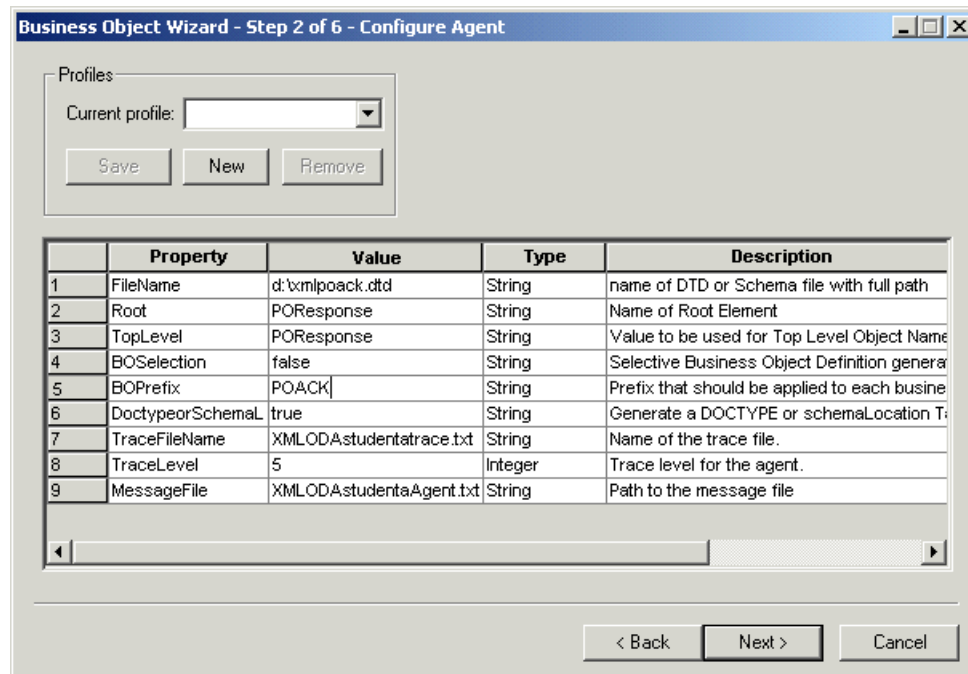 Business Object Wizard - Step 2 of 6 - Configure Agent
Profiles
Current profile:
Save New Remove
Property Value Type Description
1 FileName d:\xmlpoack.dtd String name of DTD or Schema file with full path
2 Root POResponse String Name of Root Element
3 TopLevel POResponse String Value to be used for Top Level Object Name
4 BOSelection false String Selective Business Object Definition genera
5 BOPrefix POACK String Prefix that should be applied to each busine
6 DoctypeorSchemaL true String Generate a DOCTYPE or schemaLocation Ta
7 TraceFileName XMLODAstudentatrace.txt String Name of the trace file.
8 TraceLevel 5 Integer Trace level for the agent.
9 MessageFile XMLODAstudentaAgent.txt String Path to the message file
< Back Next > Cancel